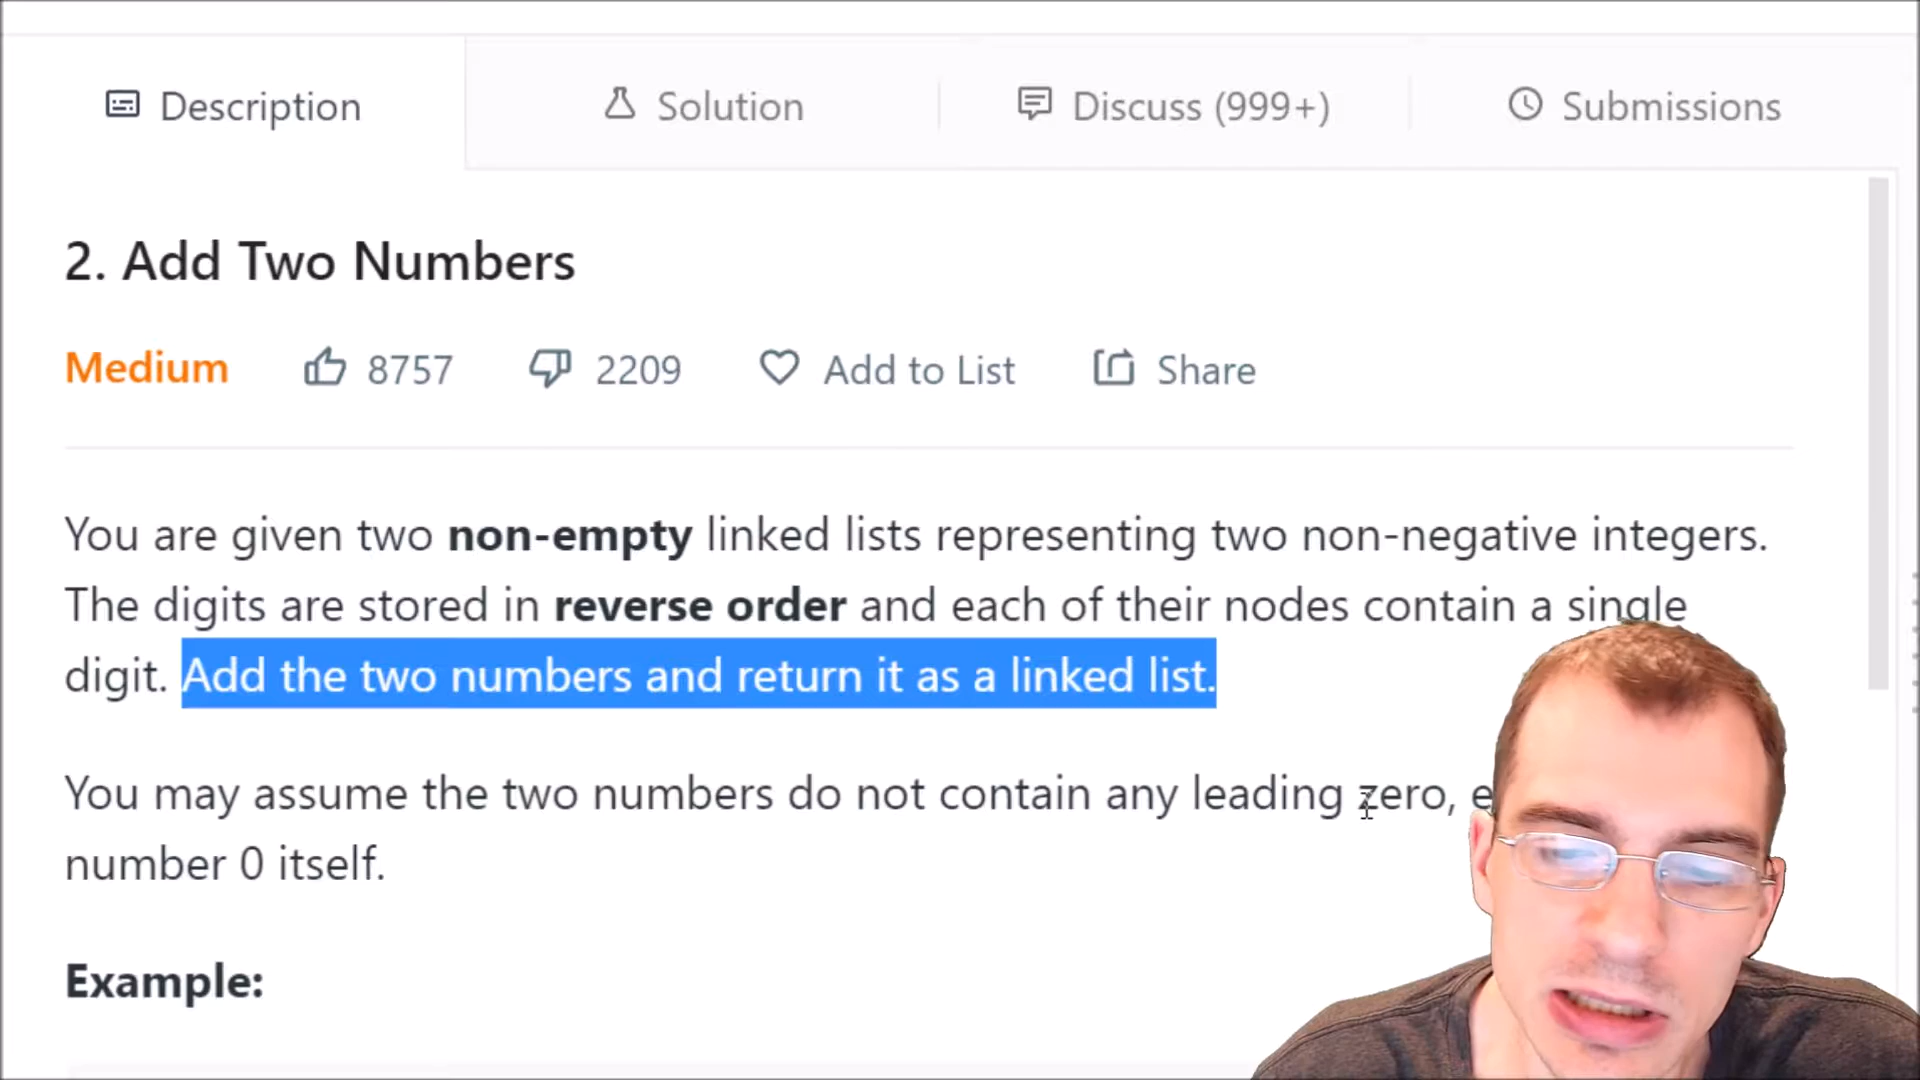 Description
Solution
Discuss (999+)
Submissions
2. Add Two Numbers
Medium 8757 2209 Add to List Share
You are given two non-empty linked lists representing two non-negative integers.
The digits are stored in reverse order and each of their nodes contain a single
digit. Add the two numbers and return it as a linked list.
You may assume the two numbers do not contain any leading zero,
number 0 itself.
Example: